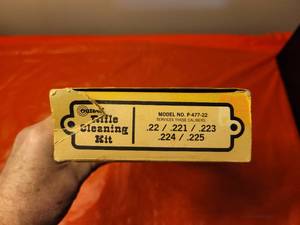 Rifle
Cleaning
Kit
MODEL NO. P-477-22
SERVICES THESE CALIBERS
.22 / .221 / .223
.224 / .225